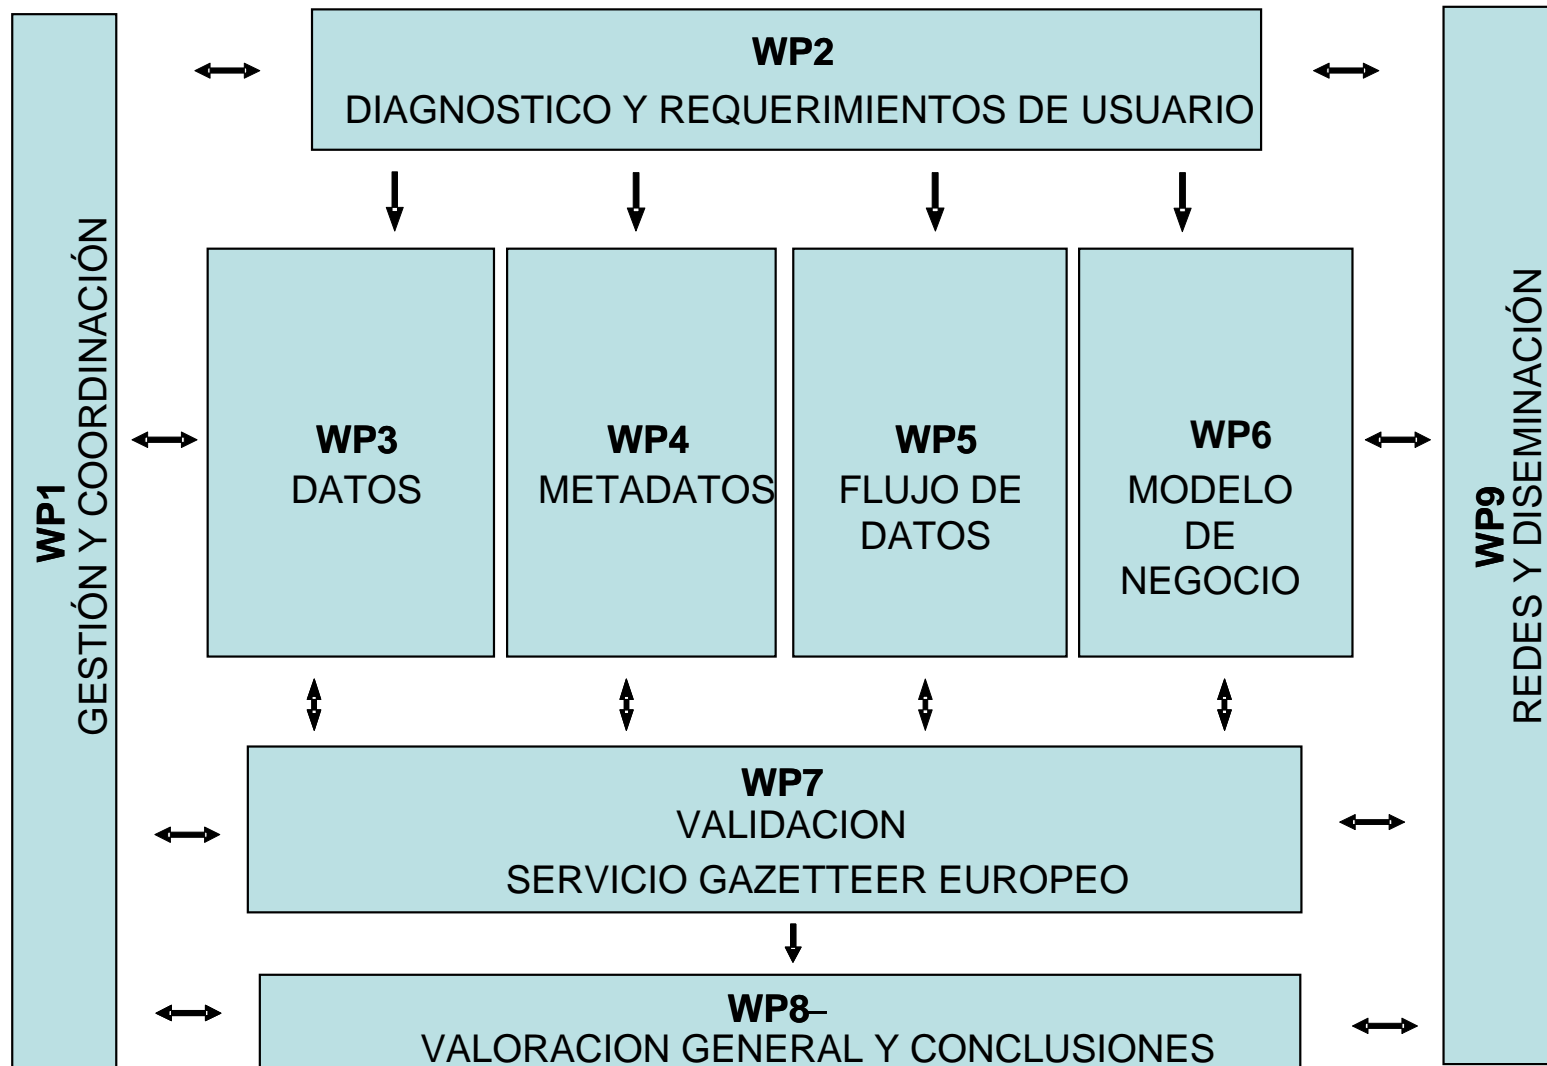 WP1
GESTIÓN Y COORDINACIÓN
WP2
DIAGNOSTICO Y REQUERIMIENTOS DE USUARIO
WP3
DATOS
WP4
METADATOS
WP5
FLUJO DE
DATOS
WP6
MODELO
DE
NEGOCIO
WP7
VALIDACION
SERVICIO GAZETTEER EUROPEO
WP8–
VALORACION GENERAL Y CONCLUSIONES
WP9
REDES Y DISEMINACIÓN